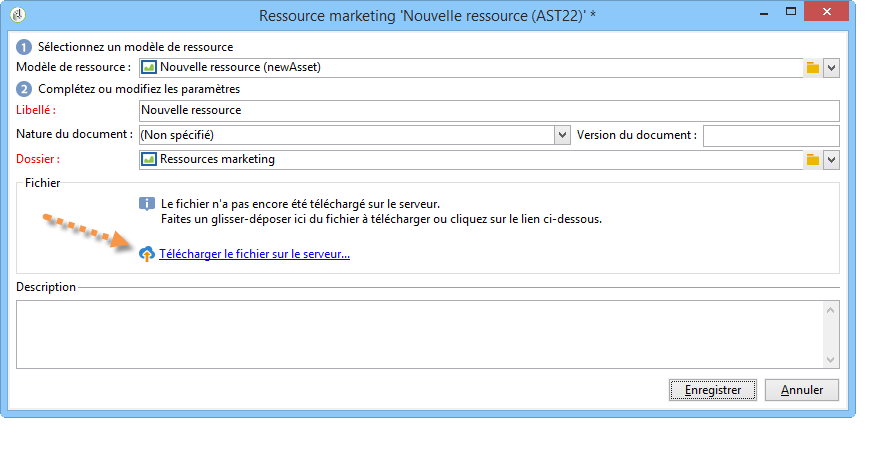 Ressource marketing 'Nouvelle ressource (AST22)' *
1 Sélectionnez un modèle de ressource
Modèle de ressource : Nouvelle ressource (newAsset)
2 Complétez ou modifiez les paramètres
Libellé : Nouvelle ressource
Nature du document : (Non spécifié) Version du document :
Dossier : Ressources marketing
Fichier
Le fichier n'a pas encore été téléchargé sur le serveur.
Faites un glisser-déposer ici du fichier à télécharger ou cliquez sur le lien ci-dessous.
Télécharger le fichier sur le serveur...
Description
Enregistrer Annuler